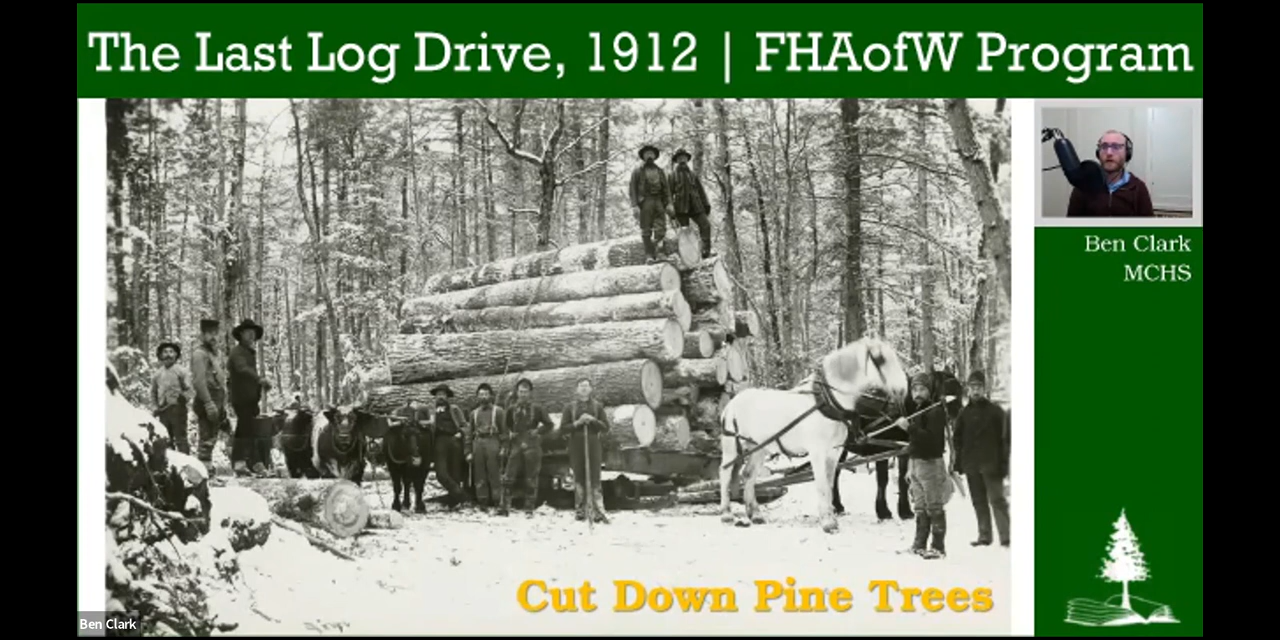 The Last Log Drive, 1912 | FHAofW Program
Ben Clark
MCHS
Cut Down Pine Trees
Ben Clark